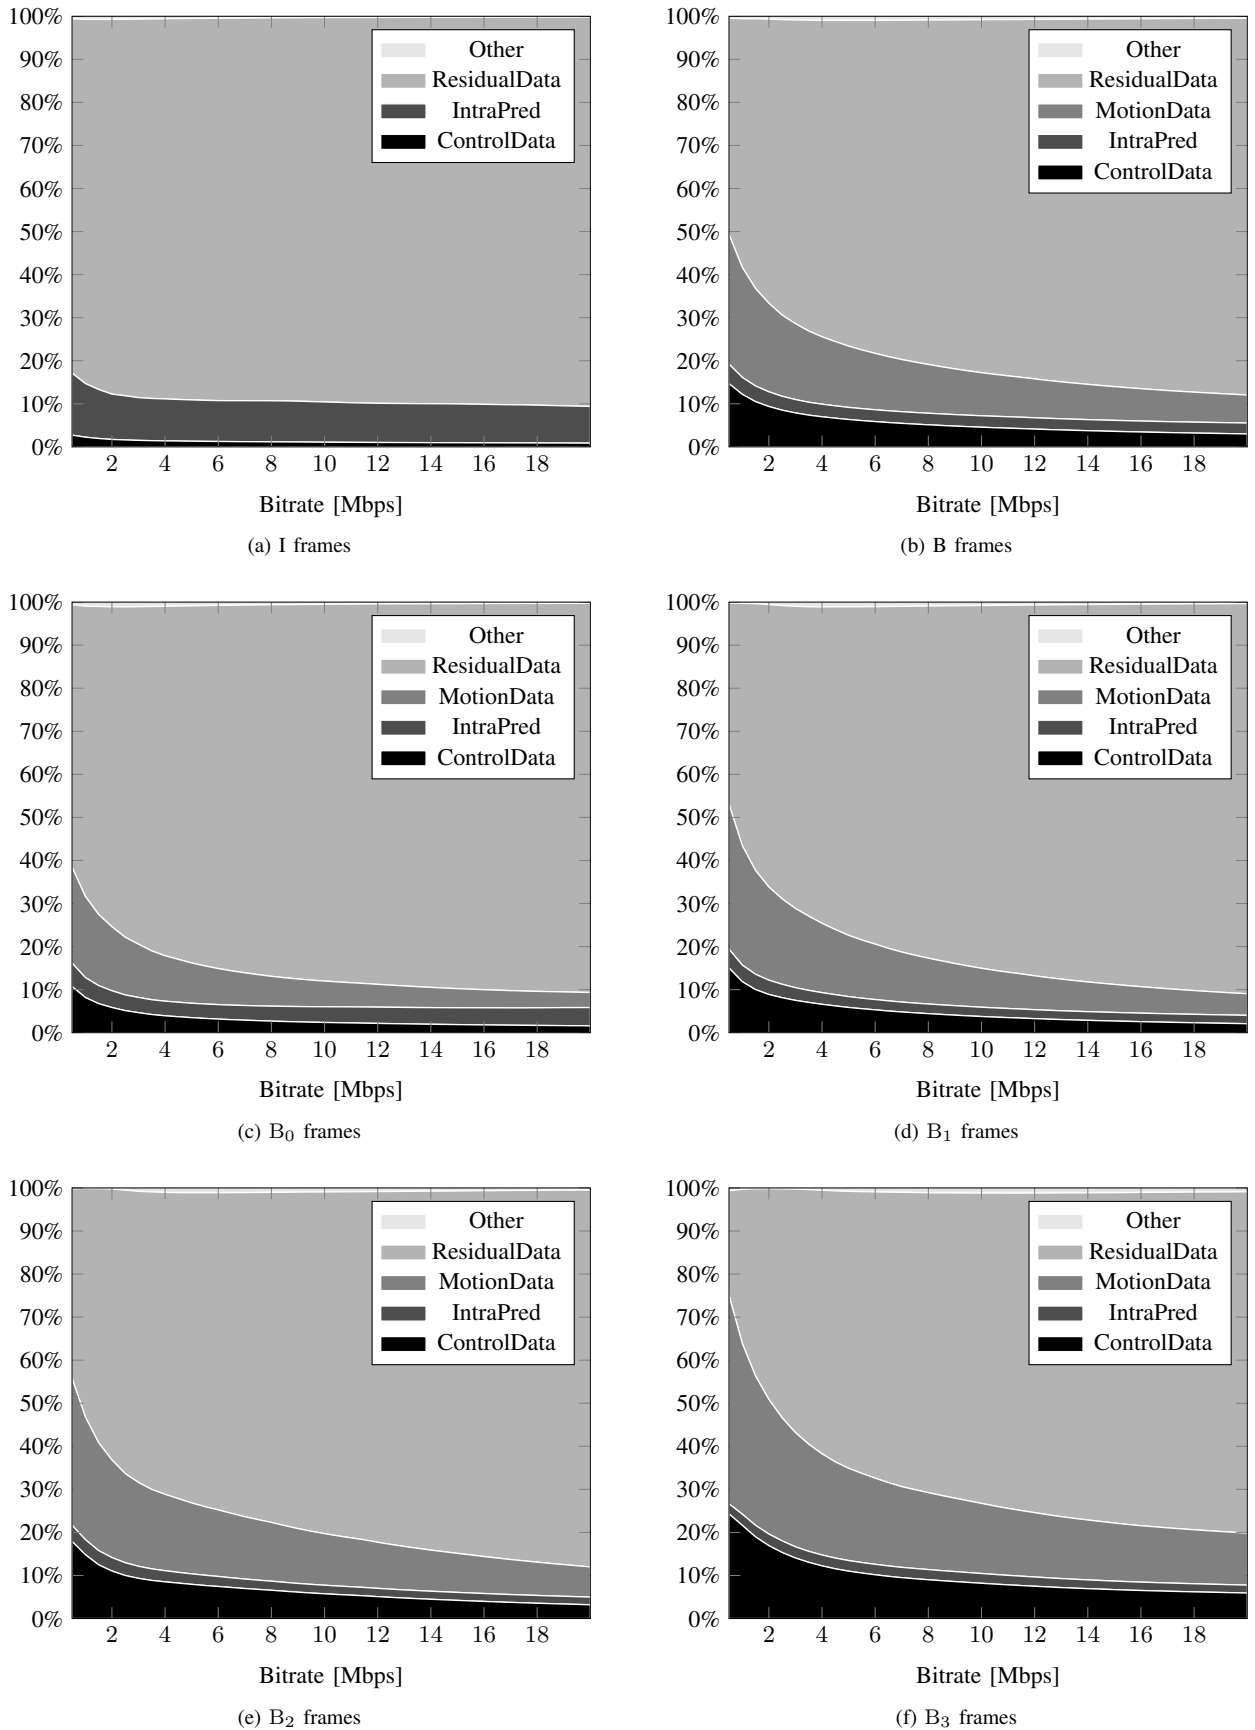 100%
90%
80%
70%
60%
50%
40%
30%
20%
10%
0%
Other
ResidualData
IntraPred
ControlData
2 4 6 8 10 12 14 16 18
Bitrate [Mbps]
(a) I frames
100%
90%
80%
70%
60%
50%
40%
30%
20%
10%
0%
Other
ResidualData
MotionData
IntraPred
ControlData
2 4 6 8 10 12 14 16 18
Bitrate [Mbps]
(b) B frames
100%
90%
80%
70%
60%
50%
40%
30%
20%
10%
0%
Other
ResidualData
MotionData
IntraPred
ControlData
2 4 6 8 10 12 14 16 18
Bitrate [Mbps]
(c) B₀ frames
100%
90%
80%
70%
60%
50%
40%
30%
20%
10%
0%
Other
ResidualData
MotionData
IntraPred
ControlData
2 4 6 8 10 12 14 16 18
Bitrate [Mbps]
(d) B₁ frames
100%
90%
80%
70%
60%
50%
40%
30%
20%
10%
0%
Other
ResidualData
MotionData
IntraPred
ControlData
2 4 6 8 10 12 14 16 18
Bitrate [Mbps]
(e) B₂ frames
100%
90%
80%
70%
60%
50%
40%
30%
20%
10%
0%
Other
ResidualData
MotionData
IntraPred
ControlData
2 4 6 8 10 12 14 16 18
Bitrate [Mbps]
(f) B₃ frames